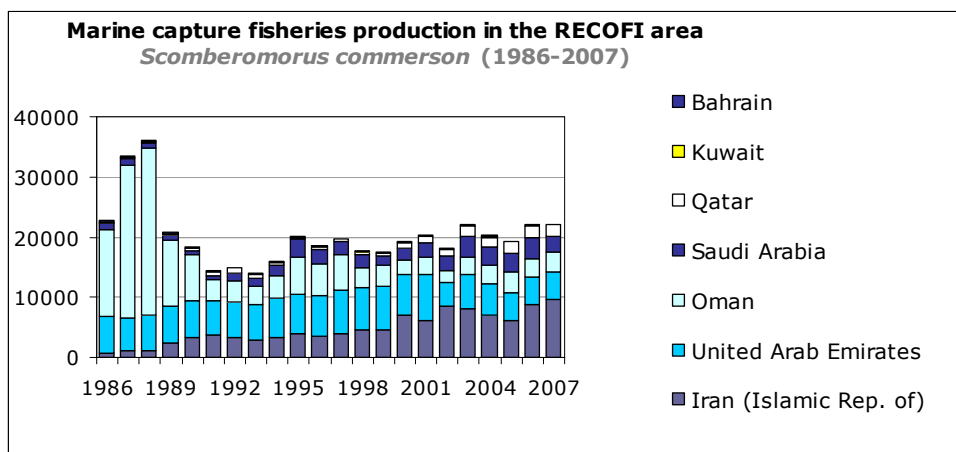 Marine capture fisheries production in the RECOFI area
Scomberomorus commerson (1986-2007)
40000
30000
20000
10000
0
1986 1989 1992 1995 1998 2001 2004 2007
Bahrain
Kuwait
Qatar
Saudi Arabia
Oman
United Arab Emirates
Iran (Islamic Rep. of)